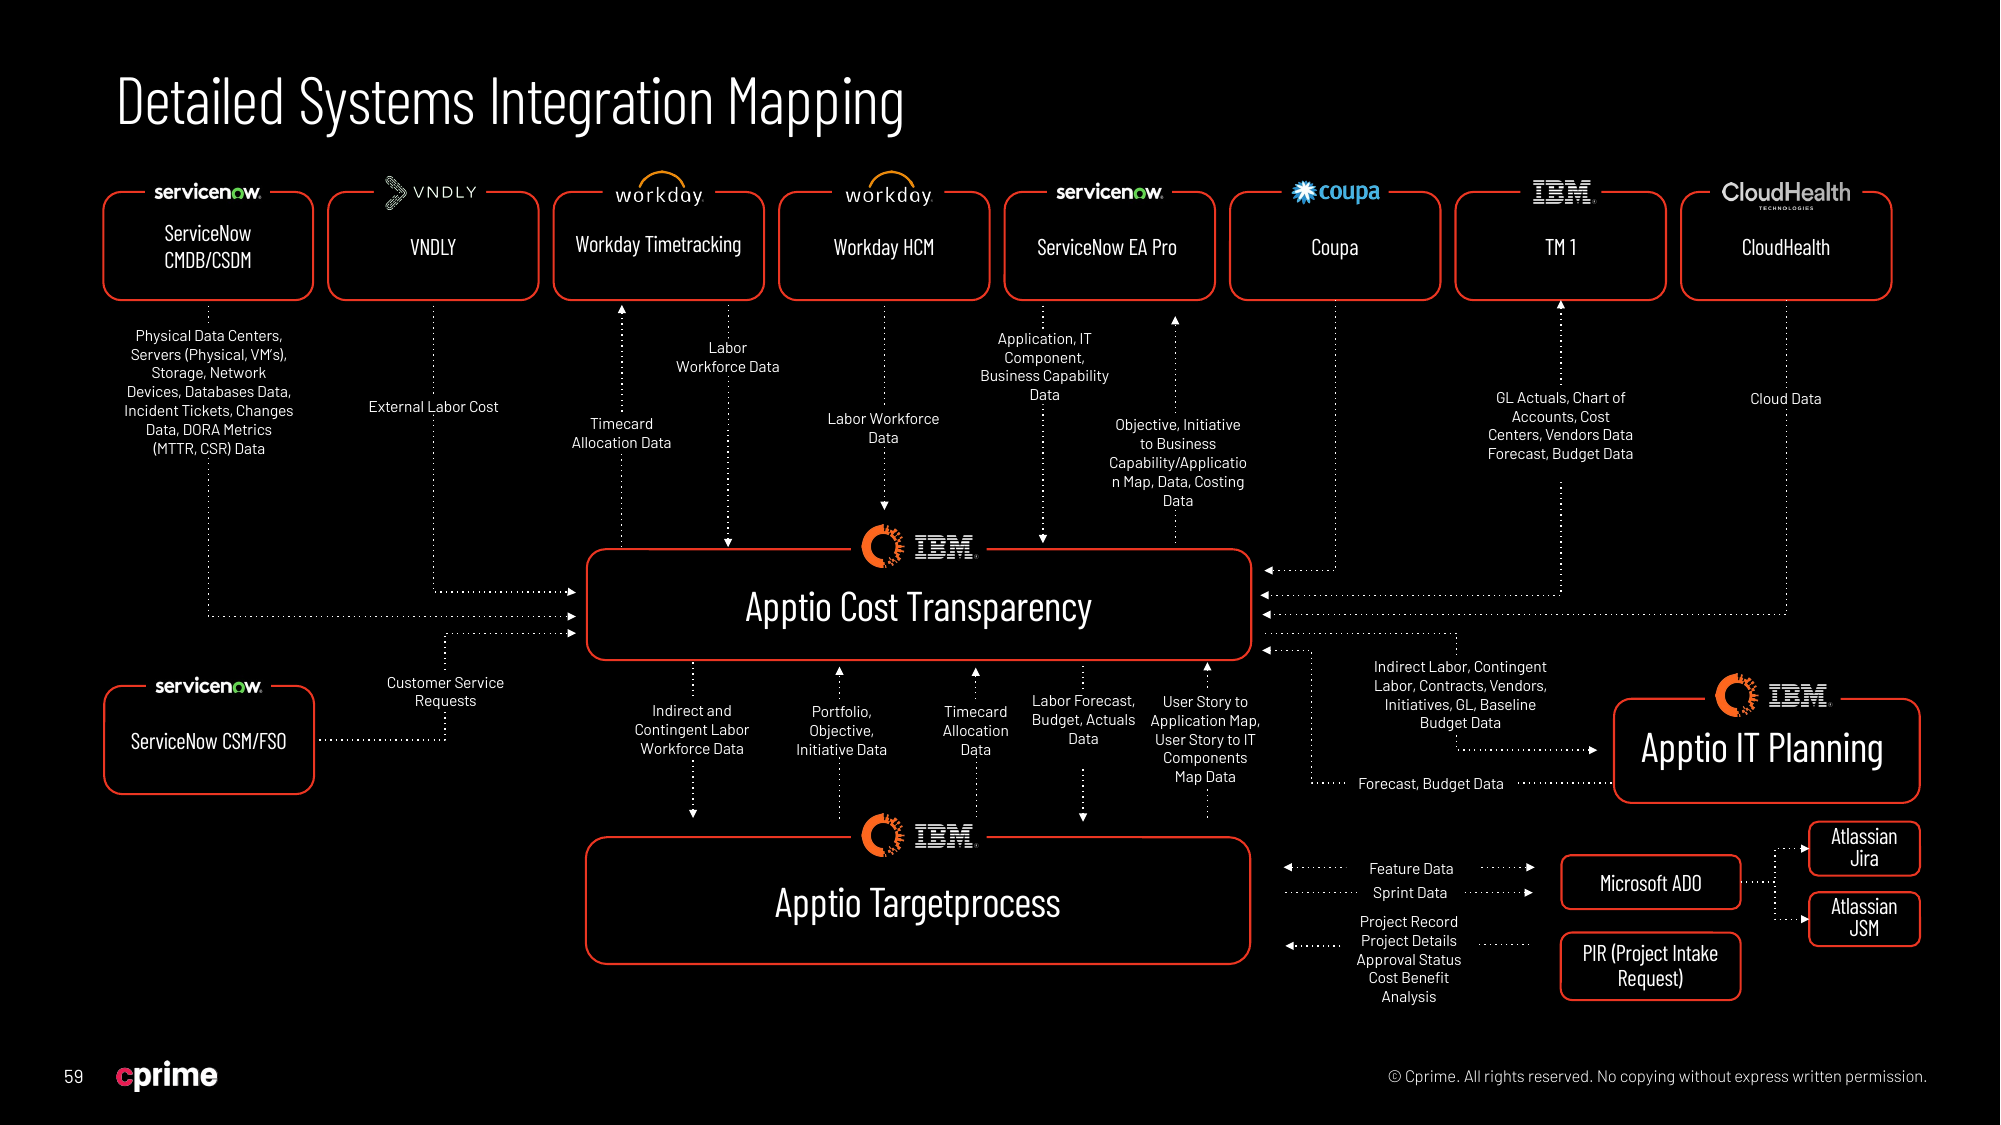 Detailed Systems Integration Mapping
servicenow
ServiceNow
CMDB/CSDM
VNDLY
VNDLY
workday
Workday Timetracking
workday
Workday HCM
servicenow
ServiceNow EA Pro
coupa
Coupa
IBM
TM 1
CloudHealth
TECHNOLOGIES
CloudHealth
Physical Data Centers,
Servers (Physical, VM's),
Storage, Network
Devices, Databases Data,
Incident Tickets, Changes
Data, DORA Metrics
(MTTR, CSR) Data
External Labor Cost
Timecard
Allocation Data
Labor
Workforce Data
Labor Workforce
Data
Application, IT
Component,
Business Capability
Data
Objective, Initiative
to Business
Capability/Applicatio
n Map, Data, Costing
Data
GL Actuals, Chart of
Accounts, Cost
Centers, Vendors Data
Forecast, Budget Data
Cloud Data
IBM
Apptio Cost Transparency
servicenow
ServiceNow CSM/FSO
Customer Service
Requests
Indirect and
Contingent Labor
Workforce Data
Portfolio,
Objective,
Initiative Data
Timecard
Allocation
Data
Labor Forecast,
Budget, Actuals
Data
User Story to
Application Map,
User Story to IT
Components
Map Data
Indirect Labor, Contingent
Labor, Contracts, Vendors,
Initiatives, GL, Baseline
Budget Data
Forecast, Budget Data
IBM
Apptio IT Planning
IBM
Apptio Targetprocess
Feature Data
Sprint Data
Project Record
Project Details
Approval Status
Cost Benefit
Analysis
Microsoft ADO
PIR (Project Intake
Request)
Atlassian
Jira
Atlassian
JSM
59
cprime
© Cprime. All rights reserved. No copying without express written permission.